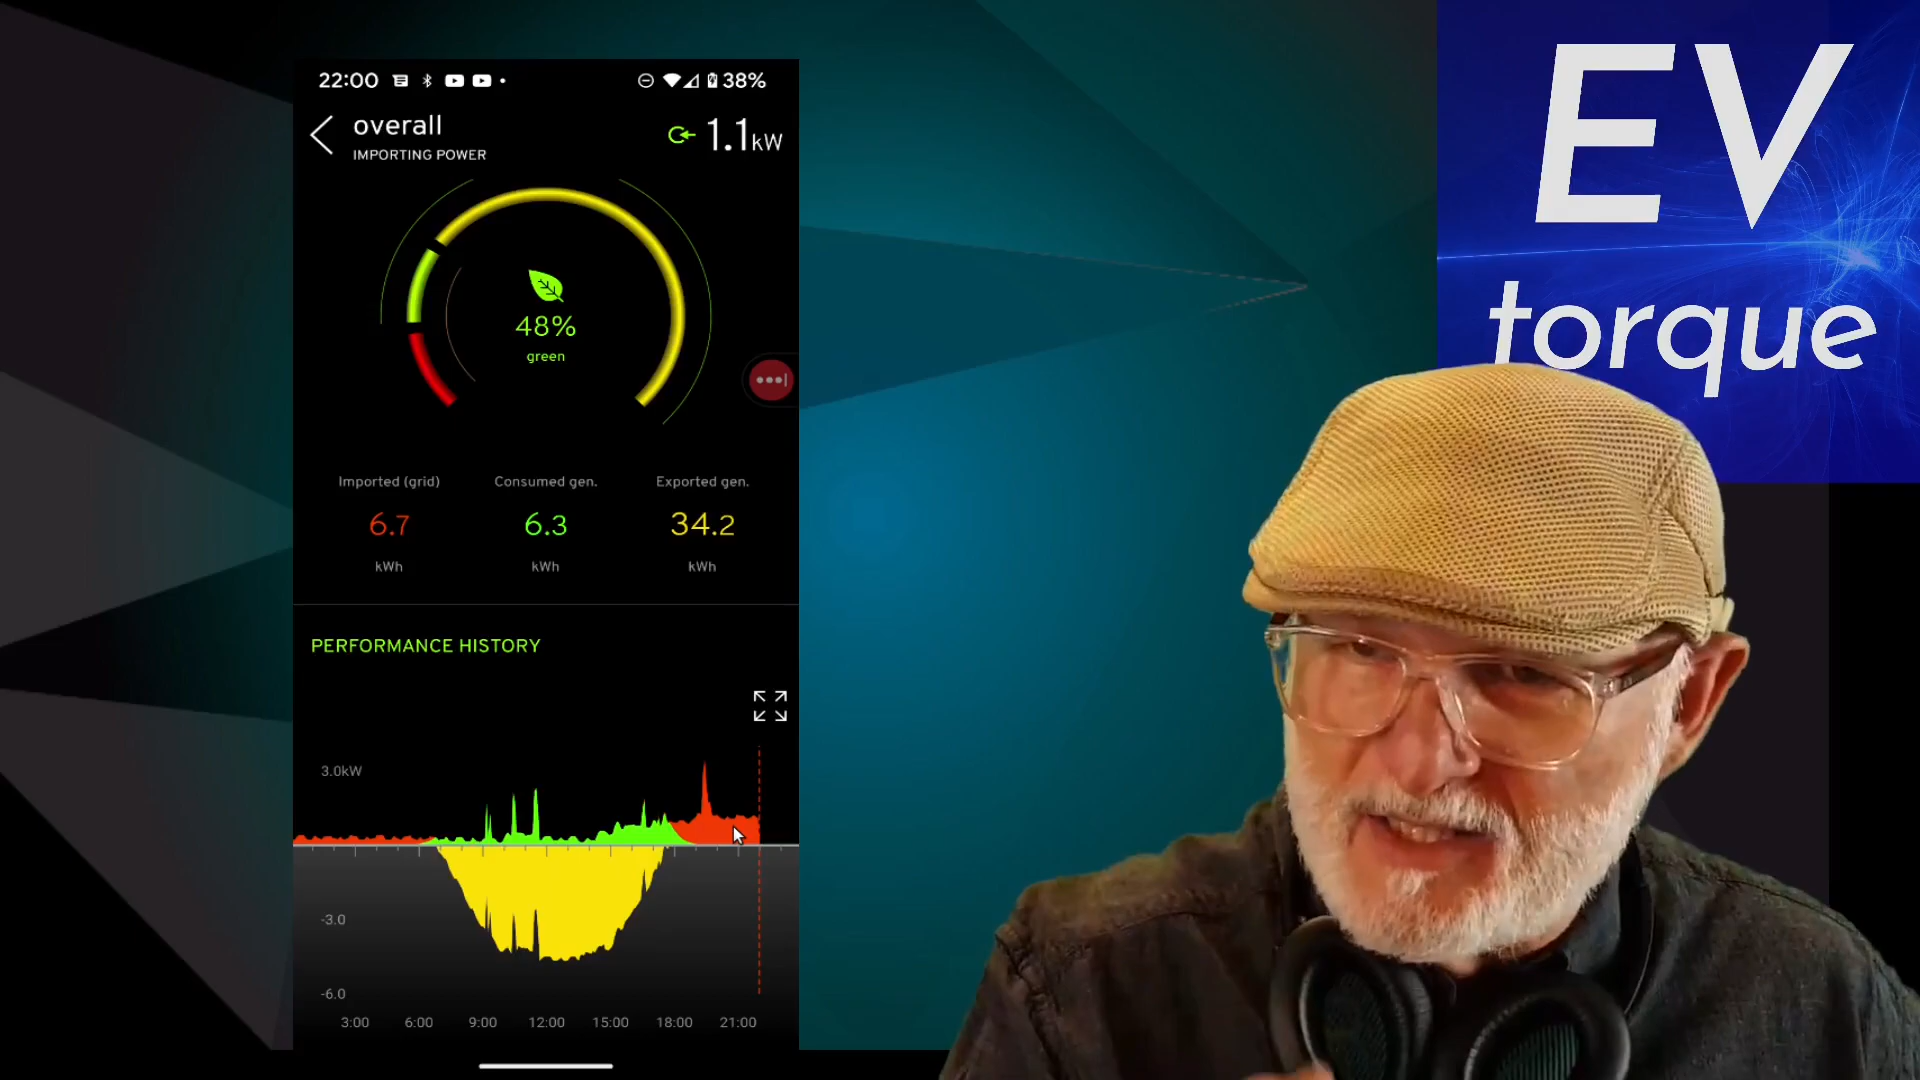 22:00
38%
overall
IMPORTING POWER
1.1kW
48%
green
Imported (grid) Consumed gen. Exported gen.
6.7 6.3 34.2
kWh kWh kWh
PERFORMANCE HISTORY
3.0kW
-3.0
-6.0
3:00 6:00 9:00 12:00 15:00 18:00 21:00
EV
torque